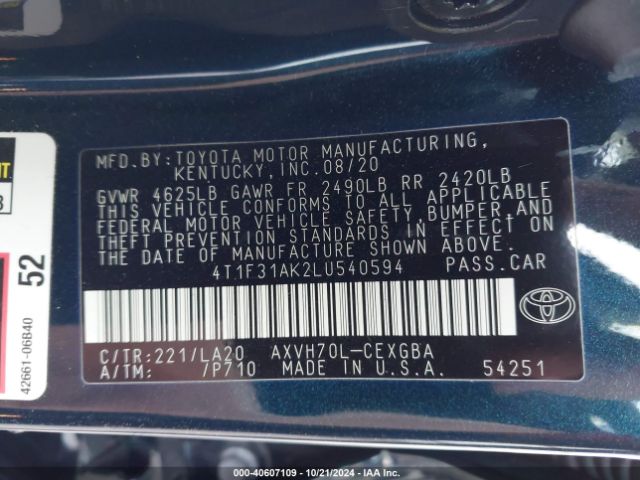 MFD.BY:TOYOTA MOTOR MANUFACTURING,
KENTUCKY,INC.08/20
GVWR 4625LB GAWR FR 2490LB RR 2420LB
THIS VEHICLE CONFORMS TO ALL APPLICABLE
FEDERAL MOTOR VEHICLE SAFETY, BUMPER,AND
THEFT PREVENTION STANDARDS IN EFFECT ON
THE DATE OF MANUFACTURE SHOWN ABOVE.
4T1F31AK2LU540594 PASS.CAR
C/TR:221/LA20 AXVH70L-CEXGBA
A/TM: /P710 MADE IN U.S.A. 54251
52
42661-06B40
000-40607109 - 10/21/2024 - IAA Inc.